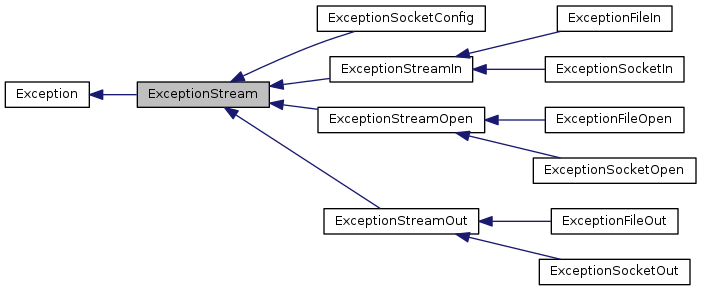 ExceptionSocketConfig
ExceptionFileIn
ExceptionStreamIn
ExceptionSocketIn
Exception
ExceptionStream
ExceptionStreamOpen
ExceptionFileOpen
ExceptionSocketOpen
ExceptionStreamOut
ExceptionFileOut
ExceptionSocketOut